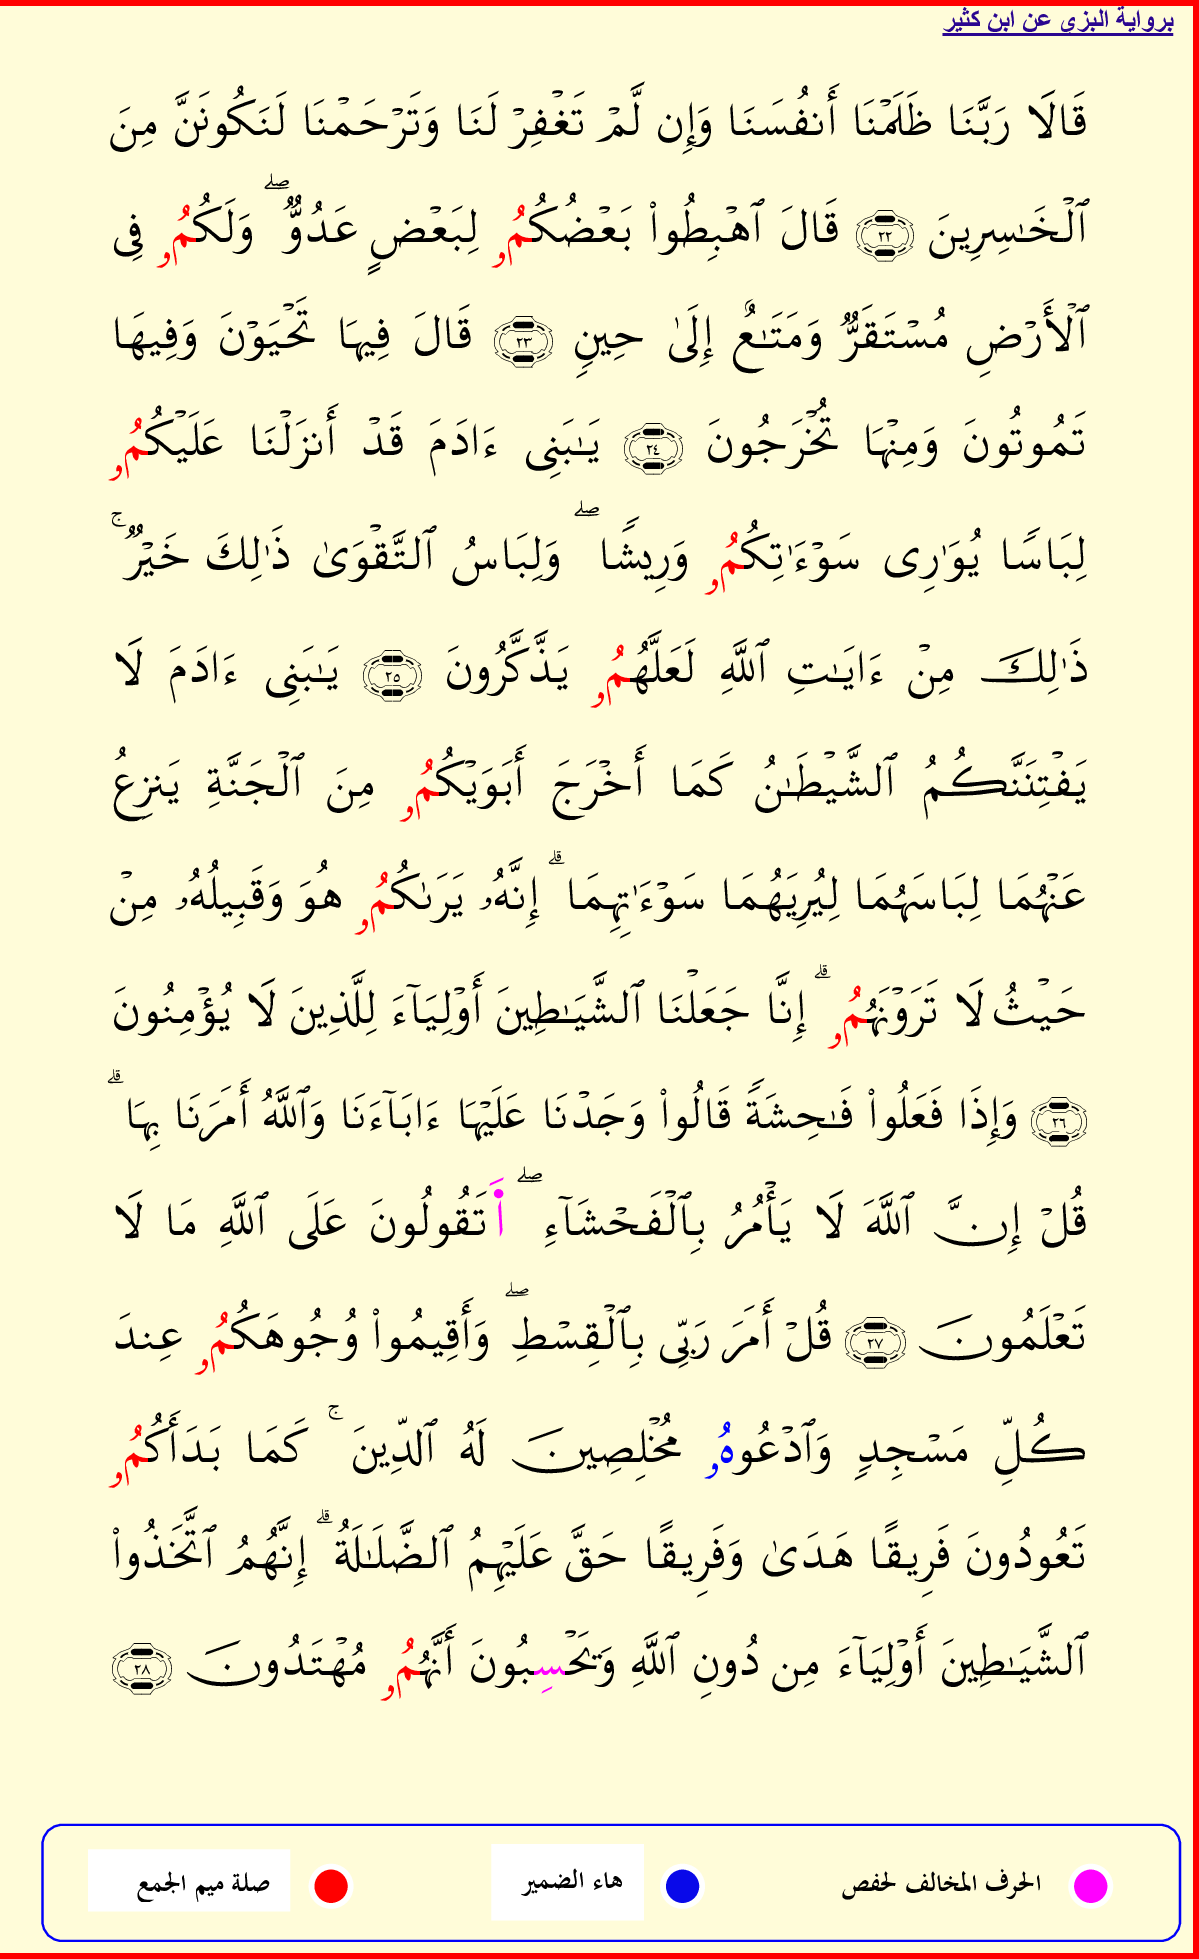 برواية البزى عن ابن كثير
قَالَا رَبَّنَا ظَلَمۡنَا أَنفُسَنَا وَإِن لَّمۡ تَغۡفِرۡ لَنَا وَتَرۡحَمۡنَا لَنَكُونَنَّ مِنَ
ٱلۡخَـٰسِرِينَ ٢٢ قَالَ ٱهۡبِطُواْ بَعۡضُكُمُۥ لِبَعۡضٍ عَدُوࣱّۖ وَلَكُمُۥ فِى
ٱلۡأَرۡضِ مُسۡتَقَرࣱّ وَمَتَـٰعٌ إِلَىٰ حِينࣲ ٢٣ قَالَ فِيهَا تَحۡيَوۡنَ وَفِيهَا
تَمُوتُونَ وَمِنۡهَا تُخۡرَجُونَ ٢٤ يَـٰبَنِى ءَادَمَ قَدۡ أَنزَلۡنَا عَلَيۡكُمُۥ
لِبَاسࣰا يُوَٰرِى سَوۡءَٰتِكُمُۥ وَرِيشࣰاۖ وَلِبَاسُ ٱلتَّقۡوَىٰ ذَٰلِكَ خَيۡرࣱۚ
ذَٰلِكَ مِنۡ ءَايَـٰتِ ٱللَّهِ لَعَلَّهُمُۥ يَذَّكَّرُونَ ٢٥ يَـٰبَنِى ءَادَمَ لَا
يَفۡتِنَنَّكُمُ ٱلشَّيۡطَـٰنُ كَمَا أَخۡرَجَ أَبَوَيۡكُمُۥ مِنَ ٱلۡجَنَّةِ يَنزِعُ
عَنۡهُمَا لِبَاسَهُمَا لِيُرِيَهُمَا سَوۡءَٰتِهِمَاۗ إِنَّهُۥ يَرَىٰكُمُۥ هُوَ وَقَبِيلُهُۥ مِنۡ
حَيۡثُ لَا تَرَوۡنَهُمُۥۗ إِنَّا جَعَلۡنَا ٱلشَّيَـٰطِينَ أَوۡلِيَآءَ لِلَّذِينَ لَا يُؤۡمِنُونَ
٢٦ وَإِذَا فَعَلُواْ فَـٰحِشَةࣰ قَالُواْ وَجَدۡنَا عَلَيۡهَا ءَابَآءَنَا وَٱللَّهُ أَمَرَنَا بِهَاۗ
قُلۡ إِنَّ ٱللَّهَ لَا يَأۡمُرُ بِٱلۡفَحۡشَآءِۖ أَتَقُولُونَ عَلَى ٱللَّهِ مَا لَا
تَعۡلَمُونَ ٢٧ قُلۡ أَمَرَ رَبِّى بِٱلۡقِسۡطِۖ وَأَقِيمُواْ وُجُوهَكُمُۥ عِندَ
كُلِّ مَسۡجِدࣲ وَٱدۡعُوهُۥ مُخۡلِصِينَ لَهُ ٱلدِّينَۚ كَمَا بَدَأَكُمُۥ
تَعُودُونَ فَرِيقًا هَدَىٰ وَفَرِيقًا حَقَّ عَلَيۡهِمُ ٱلضَّلَـٰلَةُۗ إِنَّهُمُ ٱتَّخَذُواْ
ٱلشَّيَـٰطِينَ أَوۡلِيَآءَ مِن دُونِ ٱللَّهِ وَيَحۡسِبُونَ أَنَّهُمُۥ مُهۡتَدُونَ ٢٨
الحرف المخالف لحفص هاء الضمير صلة ميم الجمع